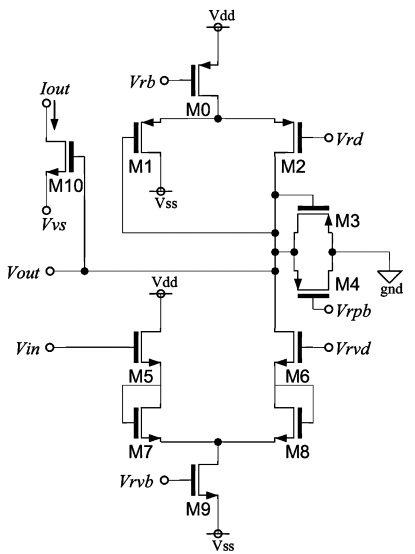 Vdd
Vrb
M0
Iout
M1
M2
Vrd
M10
Vss
M3
Vvs
M4
gnd
Vout
Vdd
Vrpb
Vin
M5
M6
Vrvd
M7
M8
Vrvb
M9
Vss